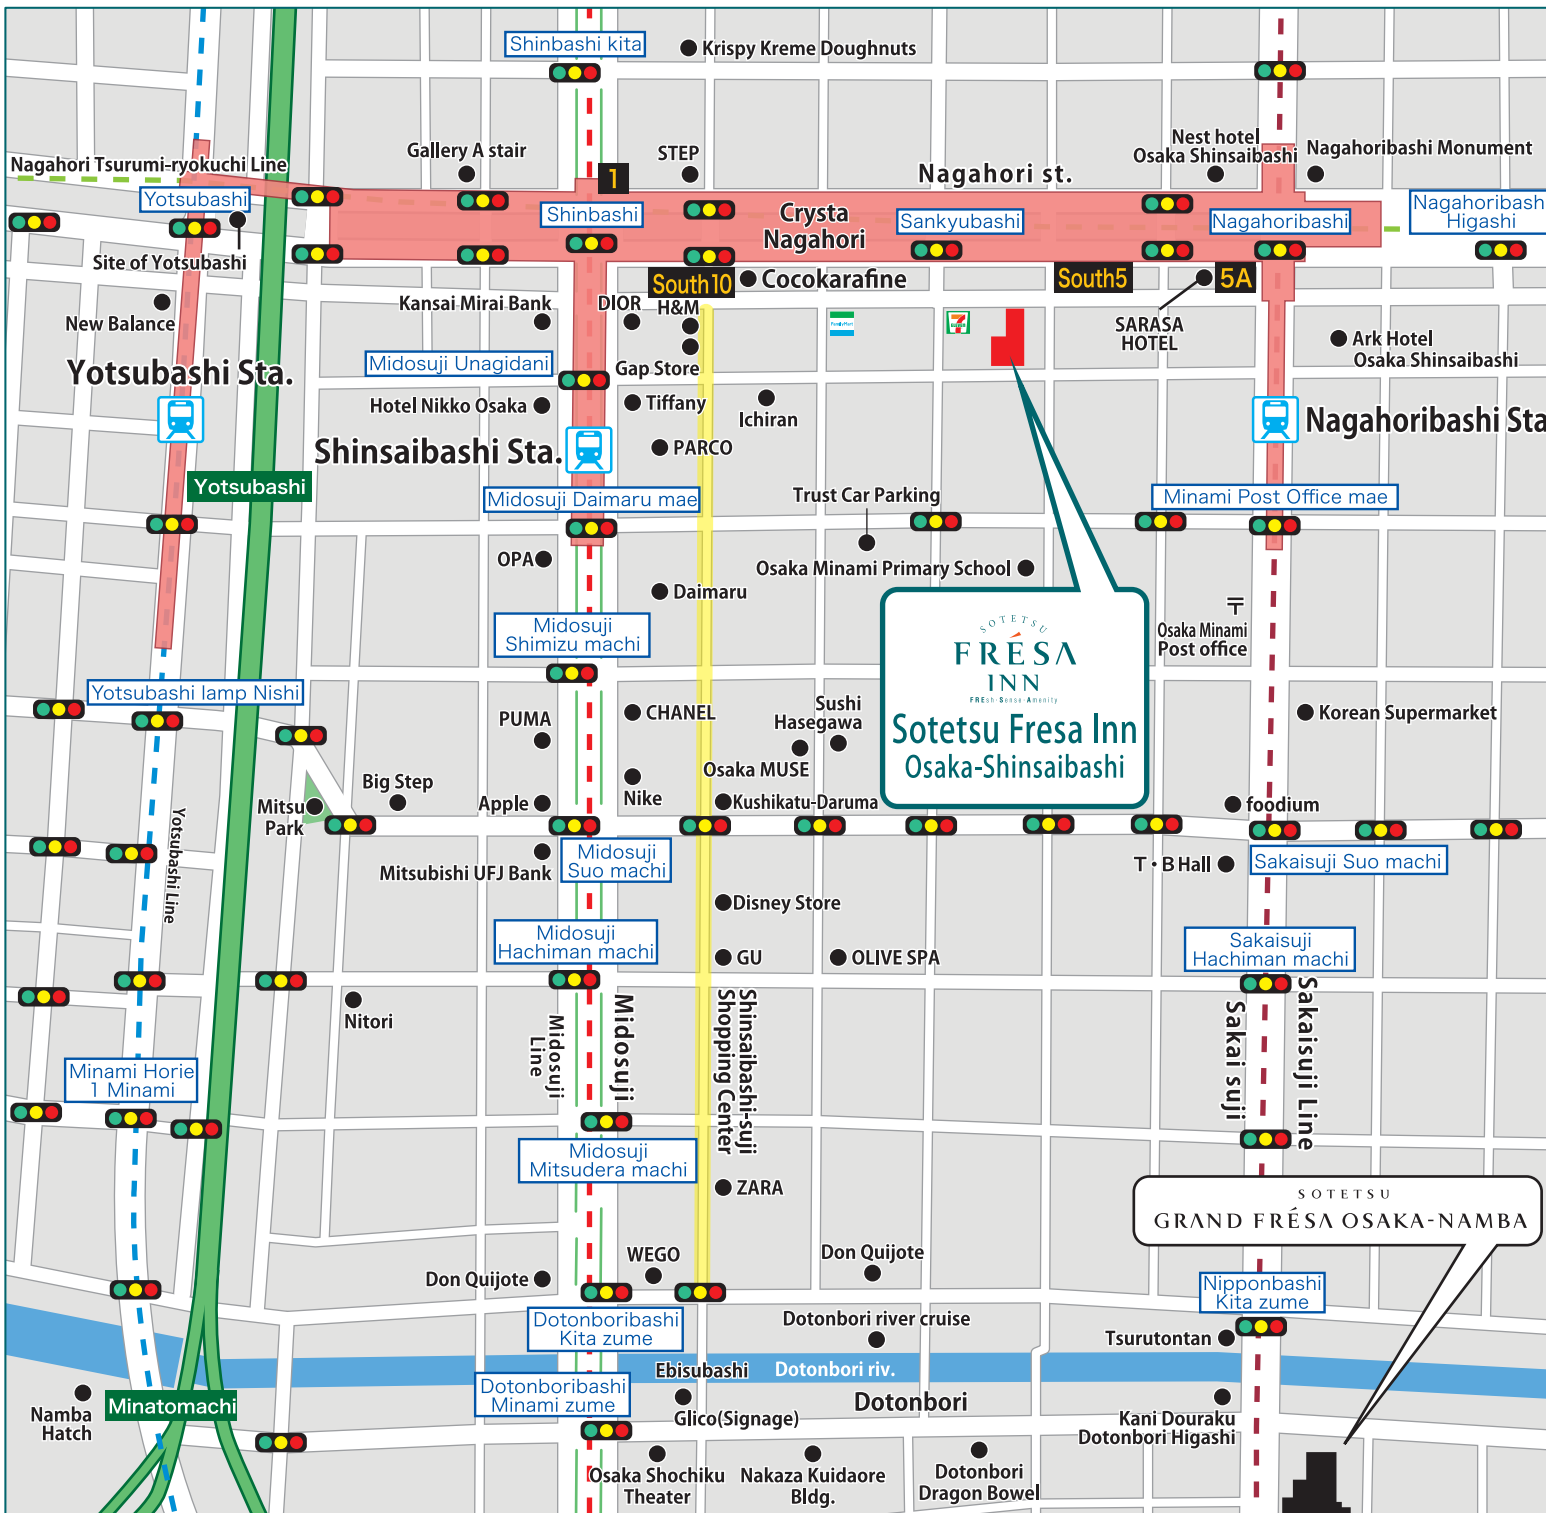 Shinbashi kita
Krispy Kreme Doughnuts
Gallery A stair
STEP
Nest hotel
Osaka Shinsaibashi
Nagahoribashi Monument
Nagahori Tsurumi-ryokuchi Line
1
Nagahori st.
Yotsubashi
Shinbashi
Crysta
Nagahori
Sankyubashi
Nagahoribashi
Nagahoribash
Higashi
Site of Yotsubashi
South10
Cocokarafine
South5
5A
New Balance
Kansai Mirai Bank
DIOR
H&M
FamilyMart
SARASA
HOTEL
Ark Hotel
Osaka Shinsaibashi
Yotsubashi Sta.
Midosuji Unagidani
Gap Store
Hotel Nikko Osaka
Tiffany
Ichiran
Shinsaibashi Sta.
PARCO
Nagahoribashi Sta
Yotsubashi
Midosuji Daimaru mae
Trust Car Parking
Minami Post Office mae
OPA
Osaka Minami Primary School
Daimaru
Midosuji
Shimizu machi
Osaka Minami
Post office
SOTETSU
FRÉSA
INN
FREsh·Sense·Amenity
Sotetsu Fresa Inn
Osaka-Shinsaibashi
Yotsubashi lamp Nishi
PUMA
CHANEL
Sushi
Hasegawa
Korean Supermarket
Osaka MUSE
Big Step
Mitsu
Park
Apple
Nike
Kushikatu-Daruma
foodium
Yotsubashi Line
Mitsubishi UFJ Bank
Midosuji
Suo machi
T・B Hall
Sakaisuji Suo machi
Disney Store
Midosuji
Hachiman machi
GU
OLIVE SPA
Sakaisuji
Hachiman machi
Nitori
Midosuji
Line
Midosuji
Shinsaibashi-suji
Shopping Center
Sakai suji
Sakaisuji Line
Minami Horie
1 Minami
Midosuji
Mitsudera machi
ZARA
SOTETSU
GRAND FRÉSA OSAKA-NAMBA
Don Quijote
WEGO
Don Quijote
Nipponbashi
Kita zume
Dotonboribashi
Kita zume
Dotonbori river cruise
Tsurutontan
Ebisubashi
Dotonbori riv.
Dotonboribashi
Minami zume
Minatomachi
Namba
Hatch
Glico(Signage)
Dotonbori
Kani Douraku
Dotonbori Higashi
Osaka Shochiku
Theater
Nakaza Kuidaore
Bldg.
Dotonbori
Dragon Bowel